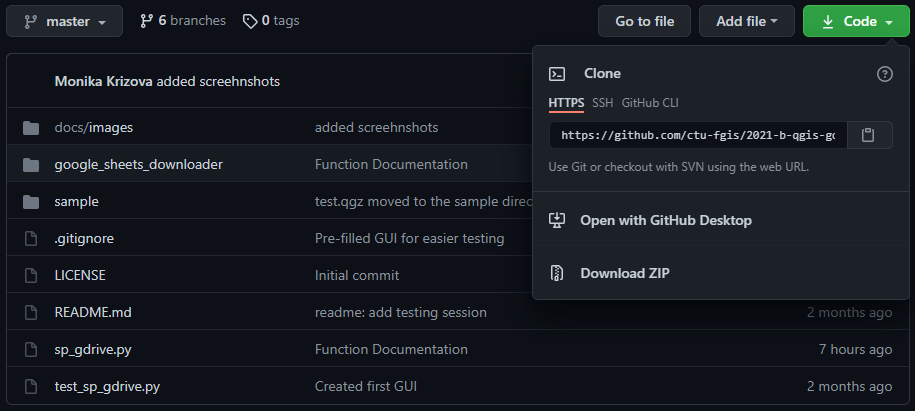 master 6 branches 0 tags Go to file Add file Code
Monika Krizova added screehnshots
Clone
HTTPS SSH GitHub CLI
https://github.com/ctu-fgis/2021-b-qgis-g
Use Git or checkout with SVN using the web URL.
Open with GitHub Desktop
Download ZIP
docs/images added screehnshots
google_sheets_downloader Function Documentation
sample test.qgz moved to the sample direc
.gitignore Pre-filled GUI for easier testing
LICENSE Initial commit
README.md readme: add testing session 2 months ago
sp_gdrive.py Function Documentation 7 hours ago
test_sp_gdrive.py Created first GUI 2 months ago